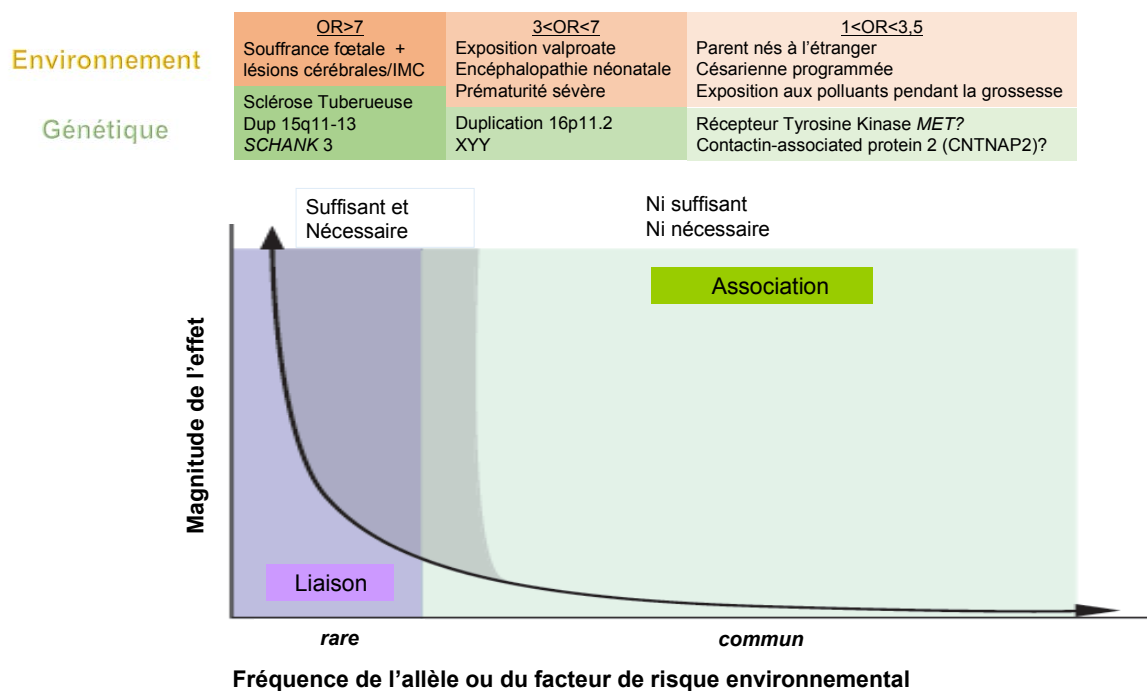 OR>7
3<OR<7
1<OR<3,5
Environnement
Souffrance fœtale +
lésions cérébrales/IMC
Exposition valproate
Encéphalopathie néonatale
Prématurité sévère
Parent nés à l'étranger
Césarienne programmée
Exposition aux polluants pendant la grossesse
Génétique
Sclérose Tuberueuse
Dup 15q11-13
SCHANK 3
Duplication 16p11.2
XYY
Récepteur Tyrosine Kinase MET?
Contactin-associated protein 2 (CNTNAP2)?
Suffisant et
Nécessaire
Ni suffisant
Ni nécessaire
Association
Magnitude de l'effet
Liaison
rare
commun
Fréquence de l'allèle ou du facteur de risque environnemental